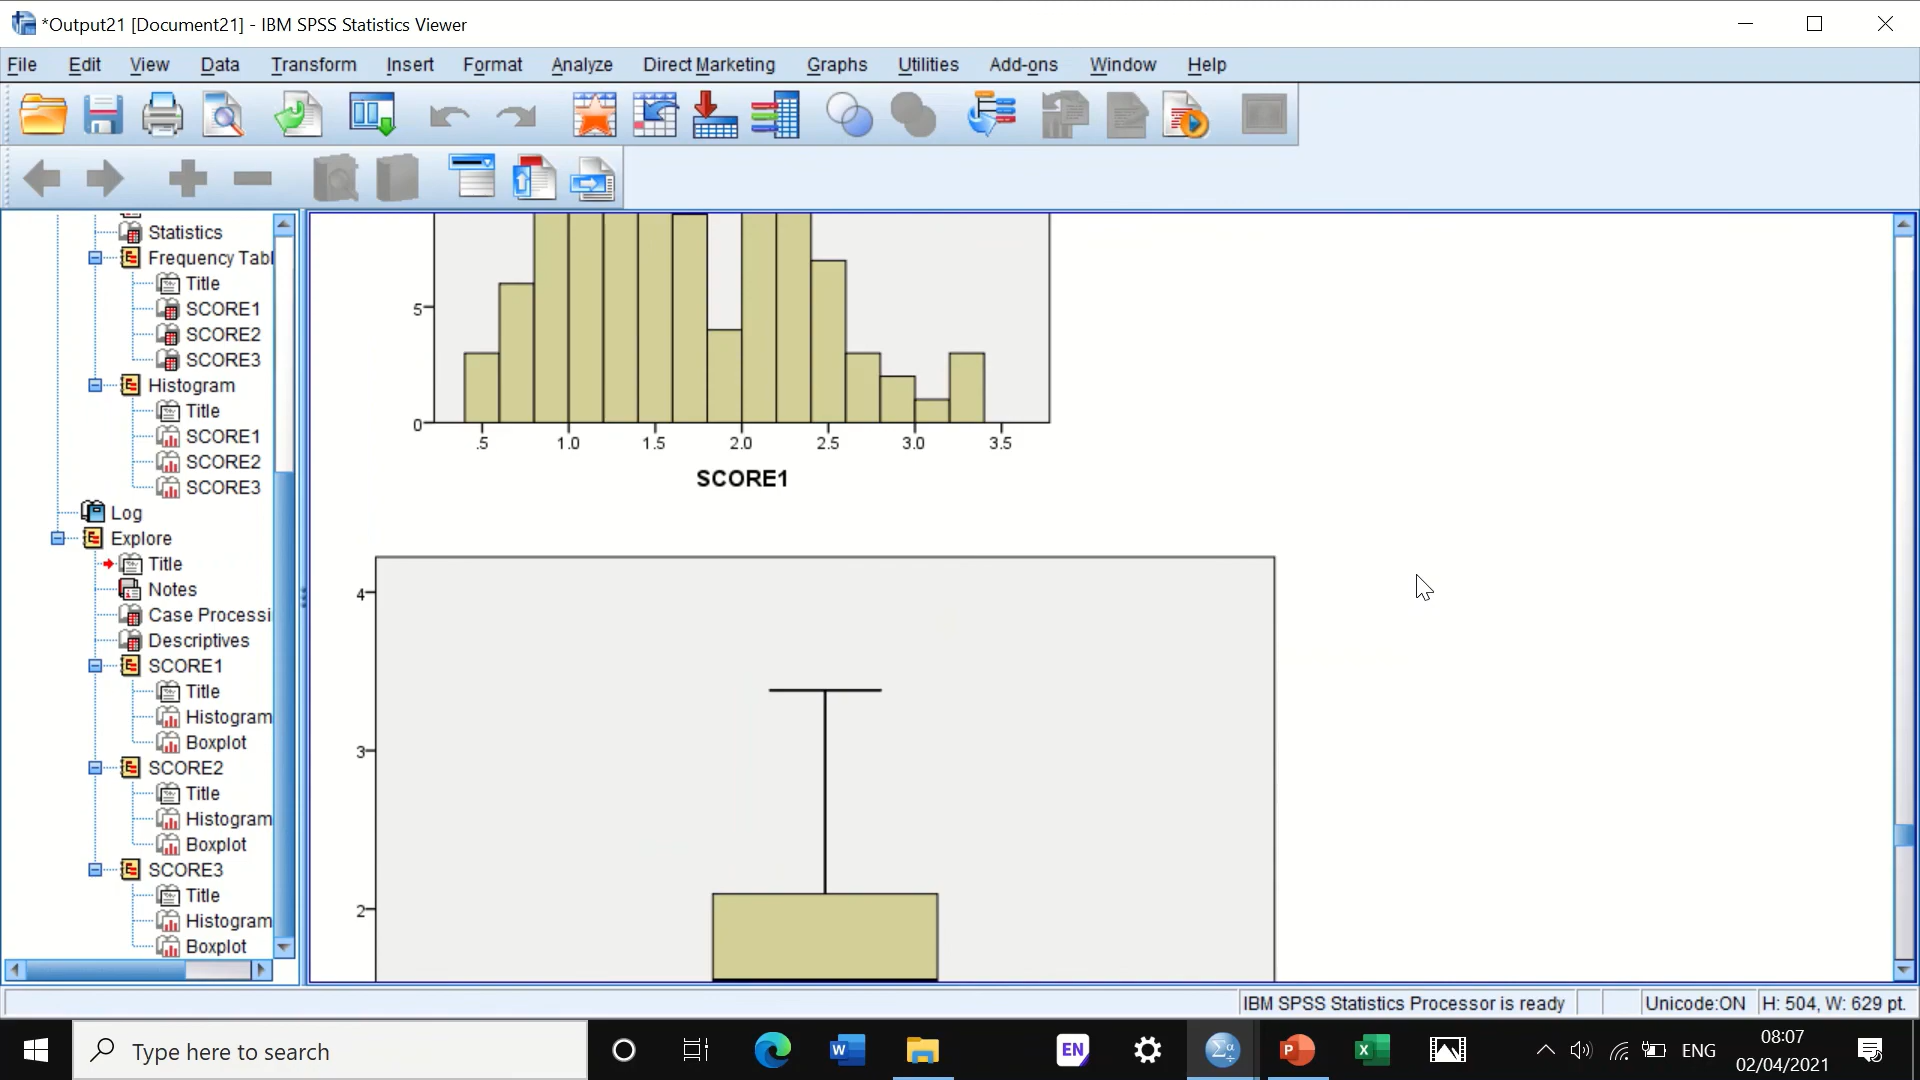 *Output21 [Document21] - IBM SPSS Statistics Viewer
File Edit View Data Transform Insert Format Analyze Direct Marketing Graphs Utilities Add-ons Window Help
Statistics
Frequency Tabl
Title
SCORE1
SCORE2
SCORE3
Histogram
Title
SCORE1
SCORE2
SCORE3
Log
Explore
Title
Notes
Case Processi
Descriptives
SCORE1
Title
Histogram
Boxplot
SCORE2
Title
Histogram
Boxplot
SCORE3
Title
Histogram
Boxplot
5
0
.5 1.0 1.5 2.0 2.5 3.0 3.5
SCORE1
4
3
2
IBM SPSS Statistics Processor is ready Unicode:ON H: 504, W: 629 pt.
Type here to search
EN
ENG
08:07
02/04/2021